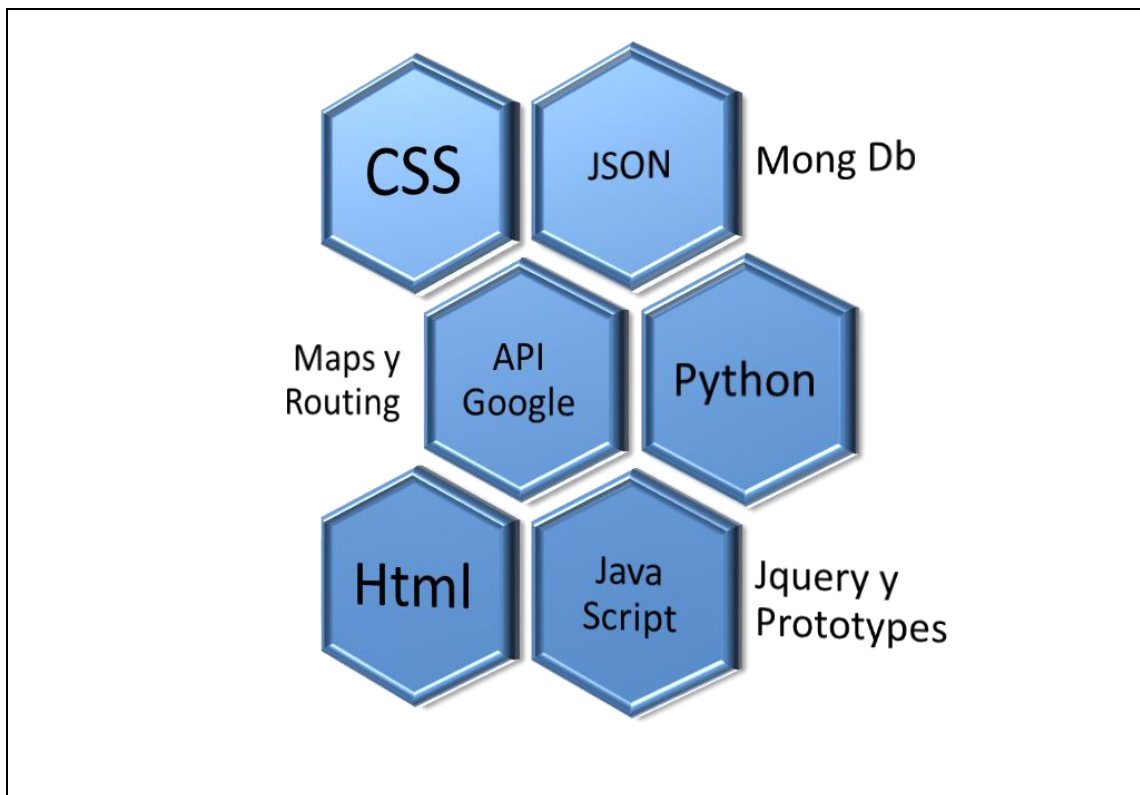 CSS
JSON
Mong Db
Maps y
Routing
API
Google
Python
Html
Java
Script
Jquery y
Prototypes